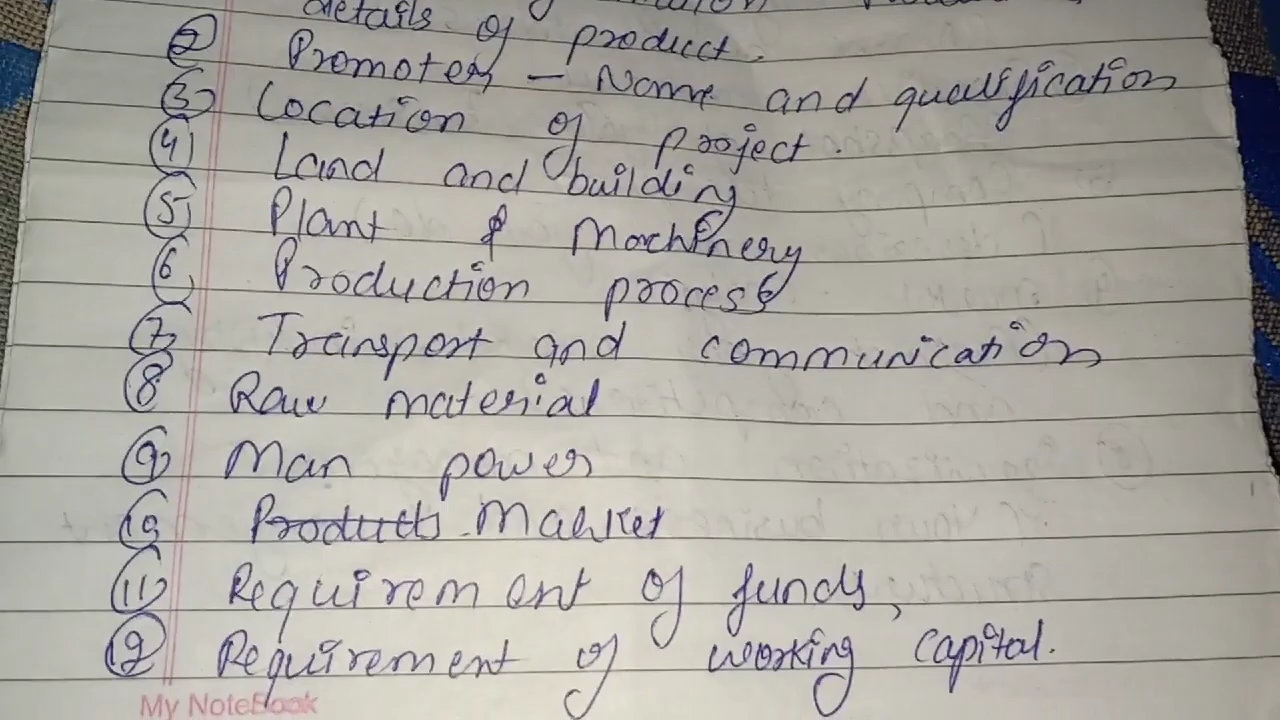 details of product.
② Promoters – Name and qualification
③ Location of project.
④ Land and building
⑤ Plant & Machinery
⑥ Production process
⑦ Transport and communication
⑧ Raw material
⑨ Man power
⑩ Products Market
⑪ Requirement of funds,
⑫ Requirement of working capital.
My NoteBook